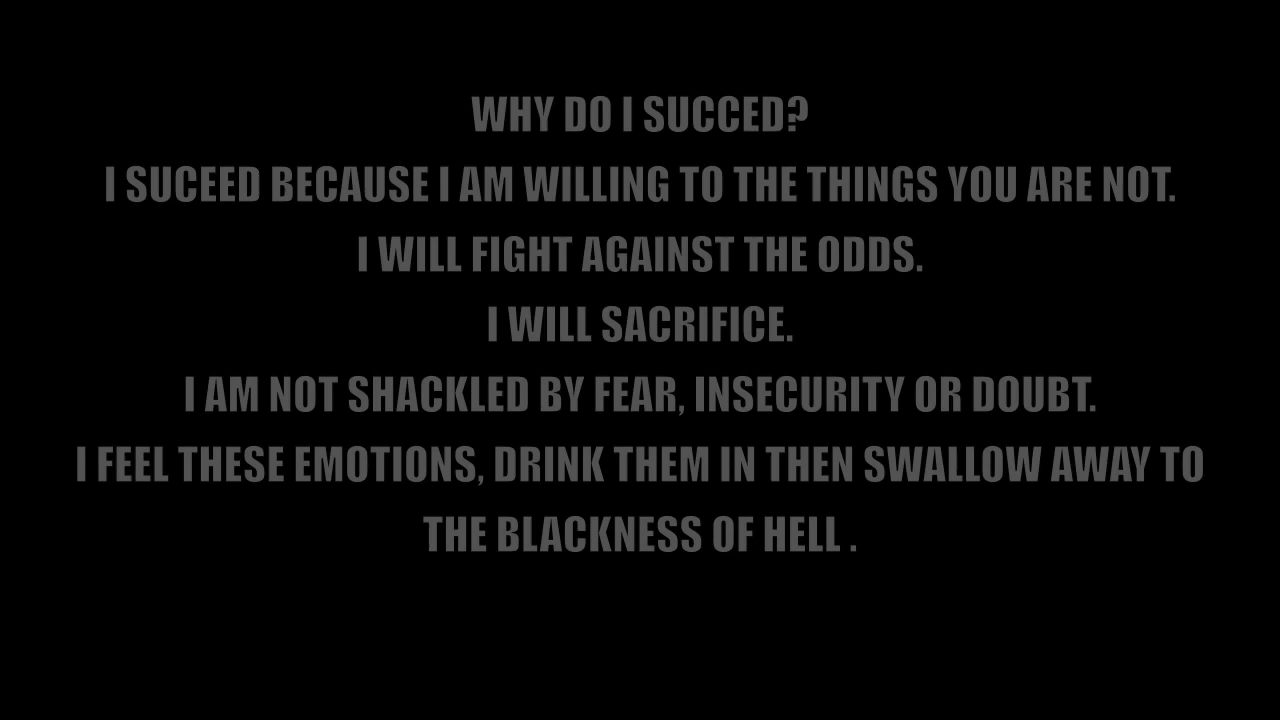 WHY DO I SUCCED?
I SUCEED BECAUSE I AM WILLING TO THE THINGS YOU ARE NOT.
I WILL FIGHT AGAINST THE ODDS.
I WILL SACRIFICE.
I AM NOT SHACKLED BY FEAR, INSECURITY OR DOUBT.
I FEEL THESE EMOTIONS, DRINK THEM IN THEN SWALLOW AWAY TO
THE BLACKNESS OF HELL .